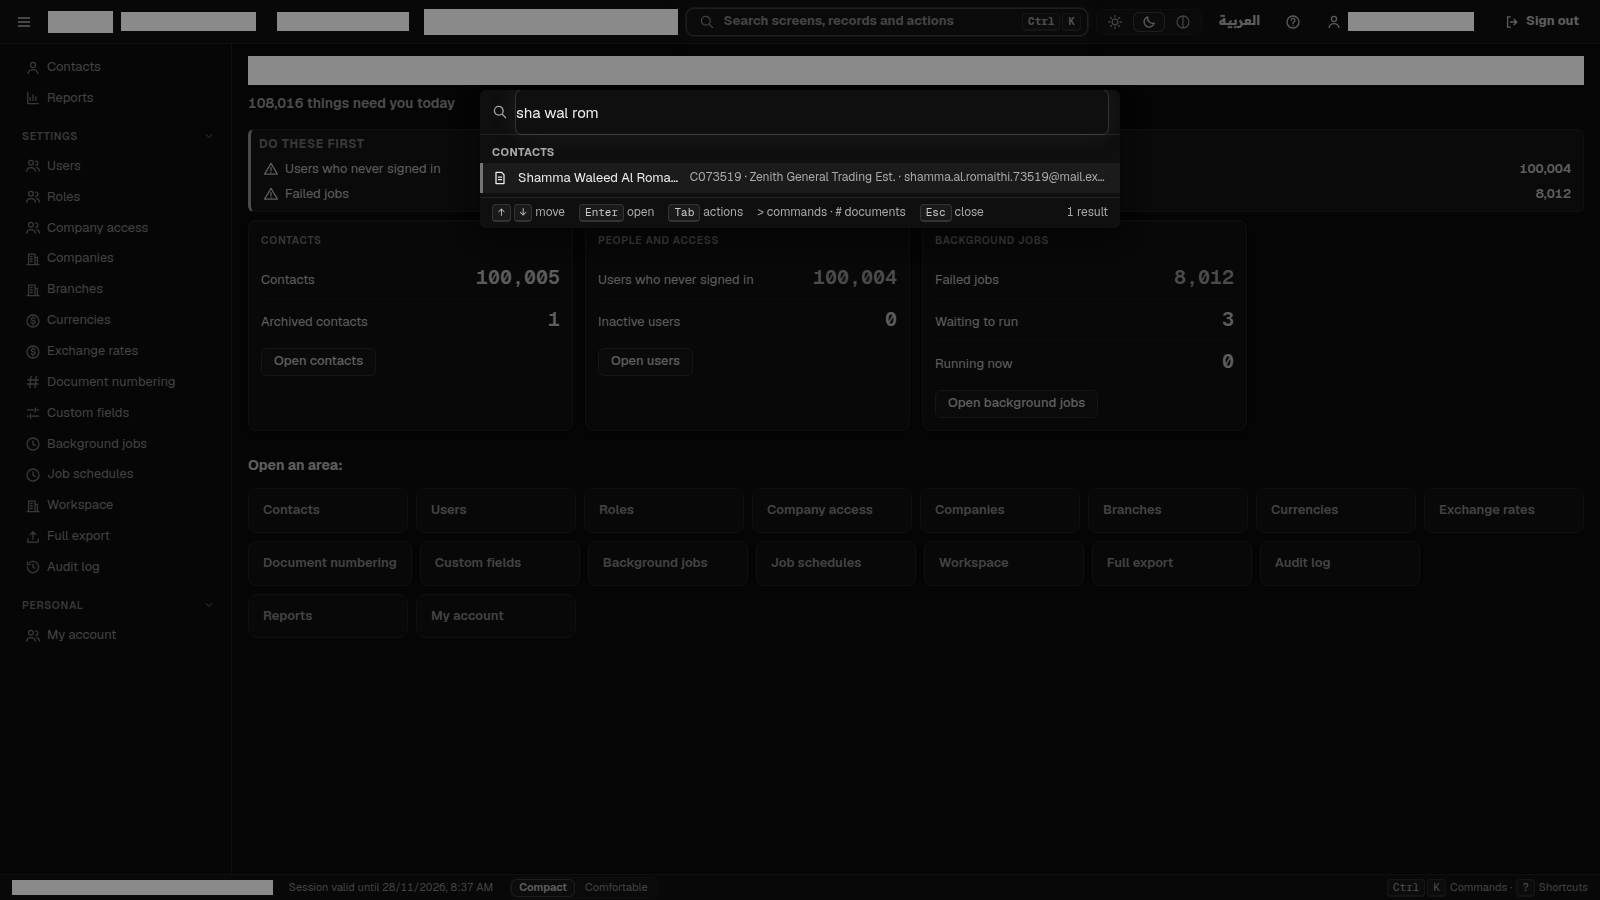 Search screens, records and actions Ctrl K العربية Sign out
Contacts
Reports
SETTINGS
Users
Roles
Company access
Companies
Branches
Currencies
Exchange rates
Document numbering
Custom fields
Background jobs
Job schedules
Workspace
Full export
Audit log
PERSONAL
My account
108,016 things need you today
DO THESE FIRST
Users who never signed in 100,004
Failed jobs 8,012
sha wal rom
CONTACTS
Shamma Waleed Al Roma... C073519 · Zenith General Trading Est. · shamma.al.romaithi.73519@mail.ex...
↑ ↓ move Enter open Tab actions > commands · # documents Esc close 1 result
CONTACTS
Contacts 100,005
Archived contacts 1
Open contacts
PEOPLE AND ACCESS
Users who never signed in 100,004
Inactive users 0
Open users
BACKGROUND JOBS
Failed jobs 8,012
Waiting to run 3
Running now 0
Open background jobs
Open an area:
Contacts Users Roles Company access Companies Branches Currencies Exchange rates
Document numbering Custom fields Background jobs Job schedules Workspace Full export Audit log
Reports My account
Session valid until 28/11/2026, 8:37 AM Compact Comfortable Ctrl K Commands · ? Shortcuts